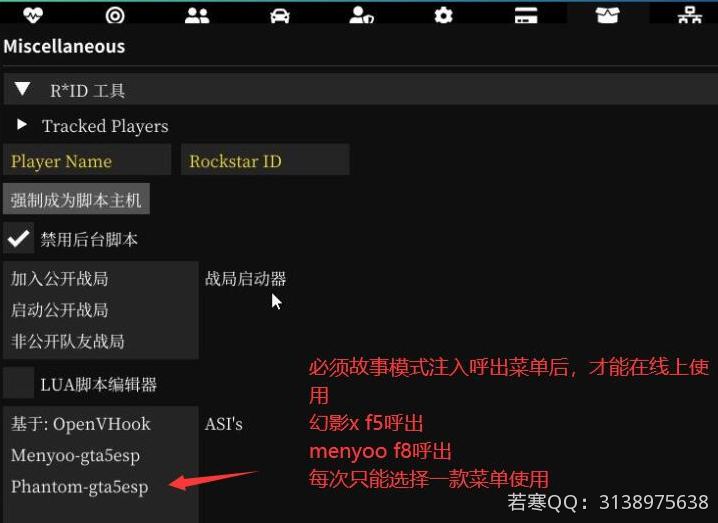 Miscellaneous
R*ID 工具
Tracked Players
Player Name Rockstar ID
强制成为脚本主机
禁用后台脚本
加入公开战局 战局启动器
启动公开战局
非公开队友战局
LUA脚本编辑器
必须故事模式注入呼出菜单后，才能在线上使
用
基于: OpenVHook ASI's
幻影x f5呼出
Menyoo-gta5esp
menyoo f8呼出
Phantom-gta5esp
每次只能选择一款菜单使用
若寒QQ：3138975638